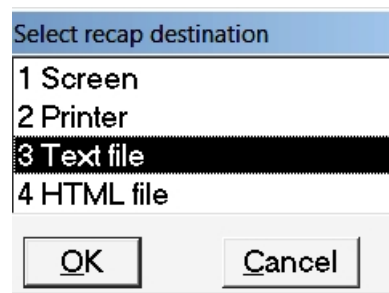 Select recap destination
1 Screen
2 Printer
3 Text file
4 HTML file
OK
Cancel